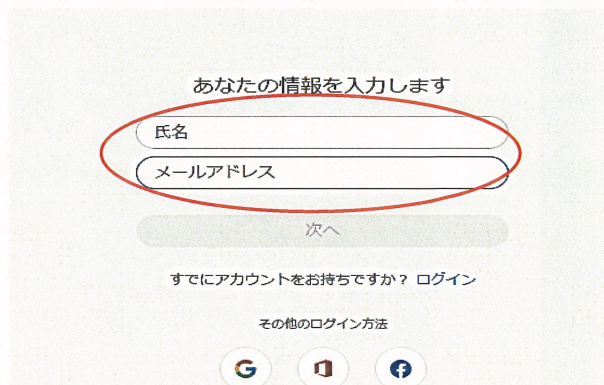 あなたの情報を入力します
氏名
メールアドレス
次へ
すでにアカウントをお持ちですか？ ログイン
その他のログイン方法